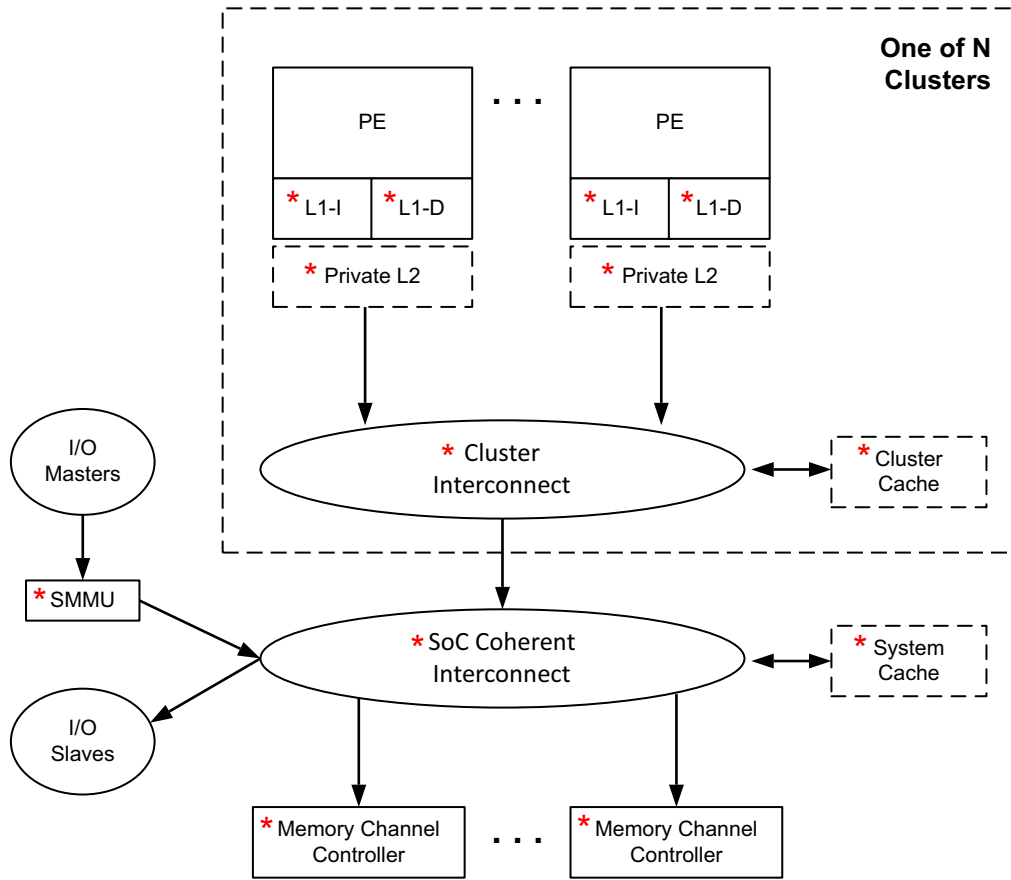 One of N
Clusters
. . .
PE
PE
* L1-I
* L1-D
* L1-I
* L1-D
* Private L2
* Private L2
I/O
Masters
* Cluster
Interconnect
* Cluster
Cache
* SMMU
* SoC Coherent
Interconnect
* System
Cache
I/O
Slaves
* Memory Channel
Controller
. . .
* Memory Channel
Controller